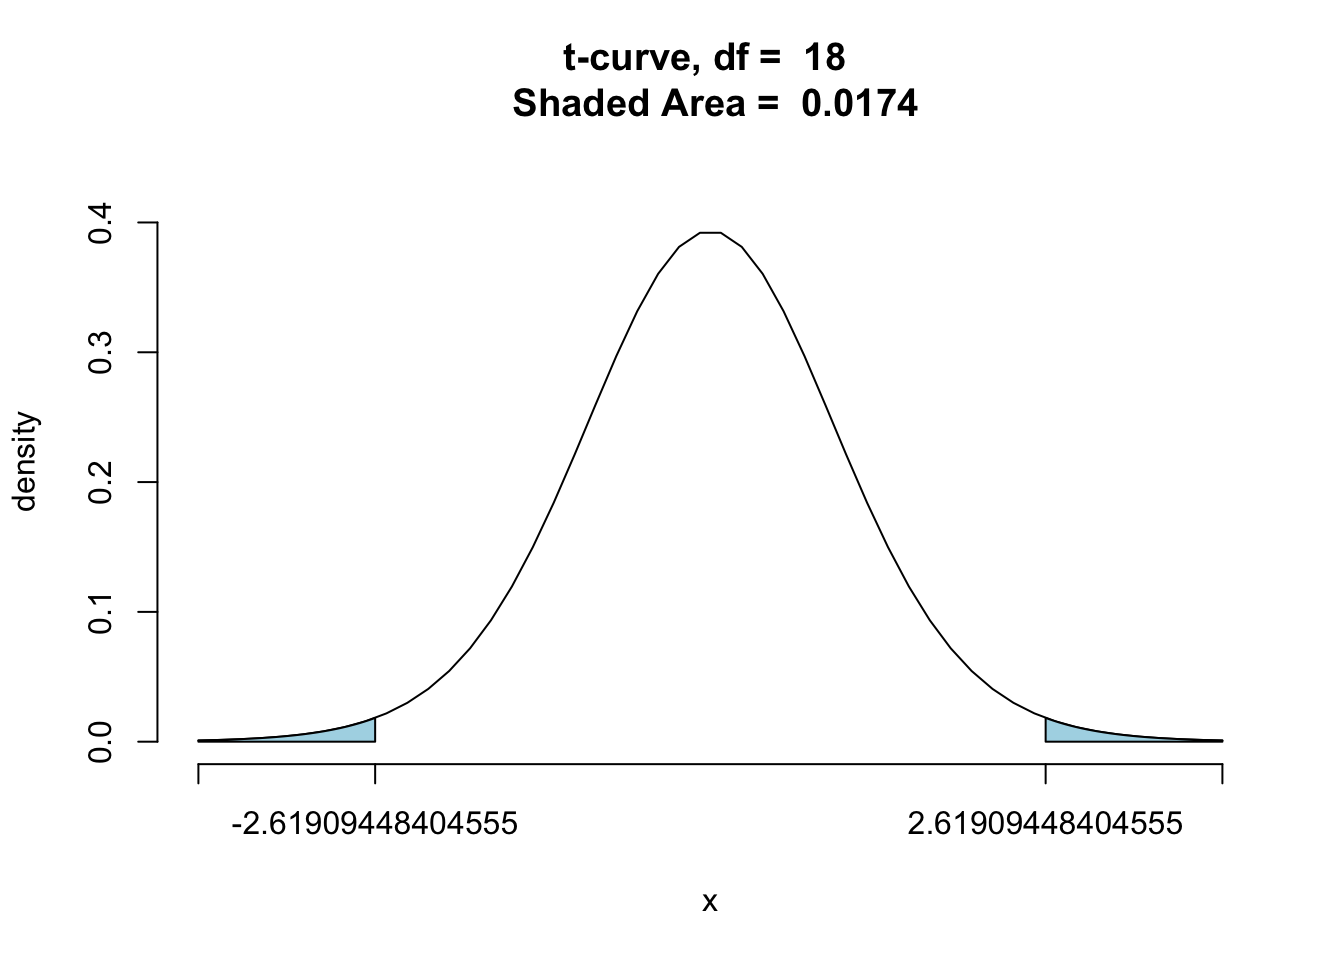 t-curve, df =  18
Shaded Area =  0.0174
density
0.4
0.3
0.2
0.1
0.0
-2.61909448404555
2.61909448404555
x